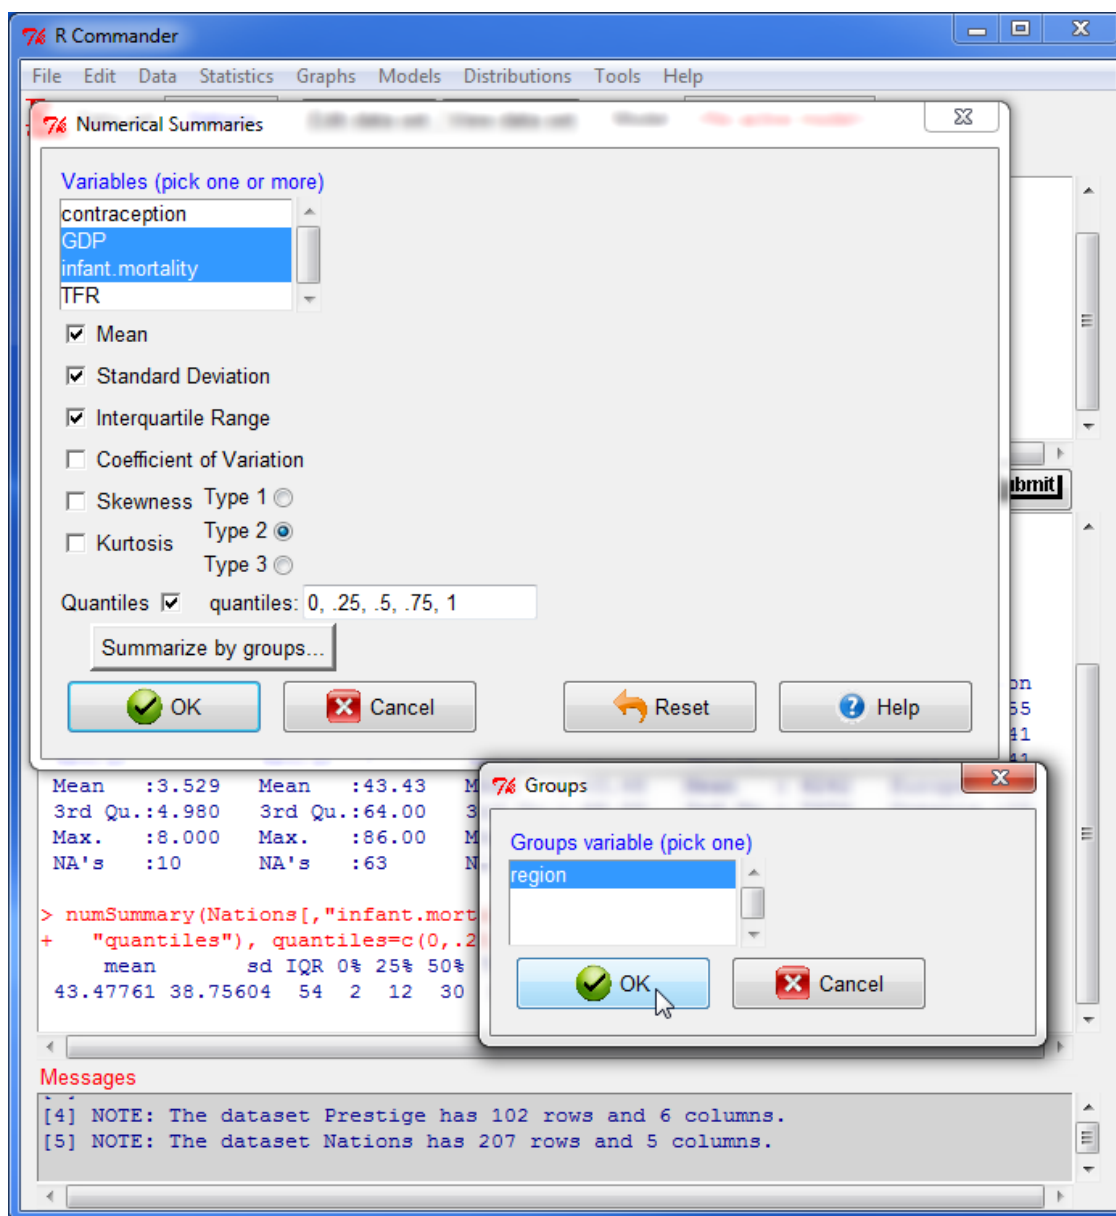 R Commander
File Edit Data Statistics Graphs Models Distributions Tools Help
Numerical Summaries
Variables (pick one or more)
contraception
GDP
infant.mortality
TFR
Mean
Standard Deviation
Interquartile Range
Coefficient of Variation
Skewness Type 1
Type 2
Kurtosis
Type 3
Quantiles quantiles: 0, .25, .5, .75, 1
Summarize by groups...
OK Cancel Reset Help
55
41
Mean :3.529 Mean :43.43
3rd Qu.:4.980 3rd Qu.:64.00
Max. :8.000 Max. :86.00
NA's :10 NA's :63
Groups
Groups variable (pick one)
region
OK Cancel
> numSummary(Nations[,"infant.mort
+ "quantiles"), quantiles=c(0,.2
mean sd IQR 0% 25% 50%
43.47761 38.75604 54 2 12 30
Messages
[4] NOTE: The dataset Prestige has 102 rows and 6 columns.
[5] NOTE: The dataset Nations has 207 rows and 5 columns.